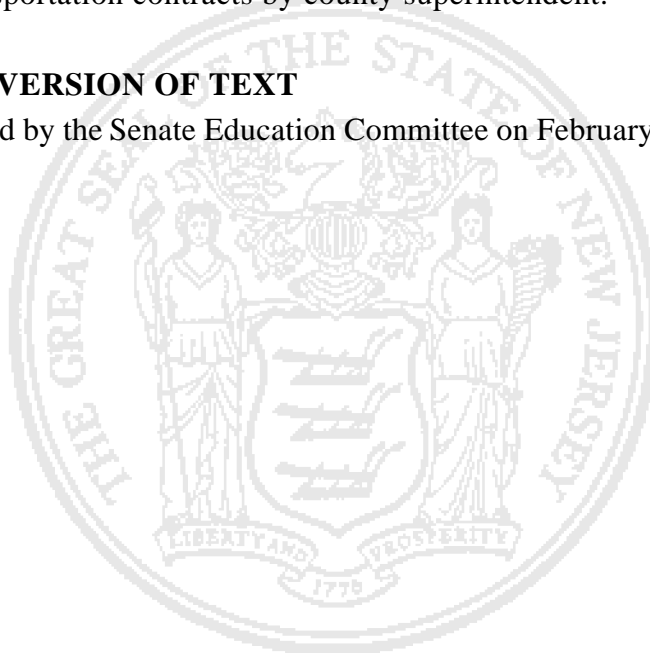 sportation contracts by county superintendent.
VERSION OF TEXT
d by the Senate Education Committee on February
THE GREAT SEAL OF THE STATE OF NEW JERSEY
LIBERTY AND
PROSPERITY
1776